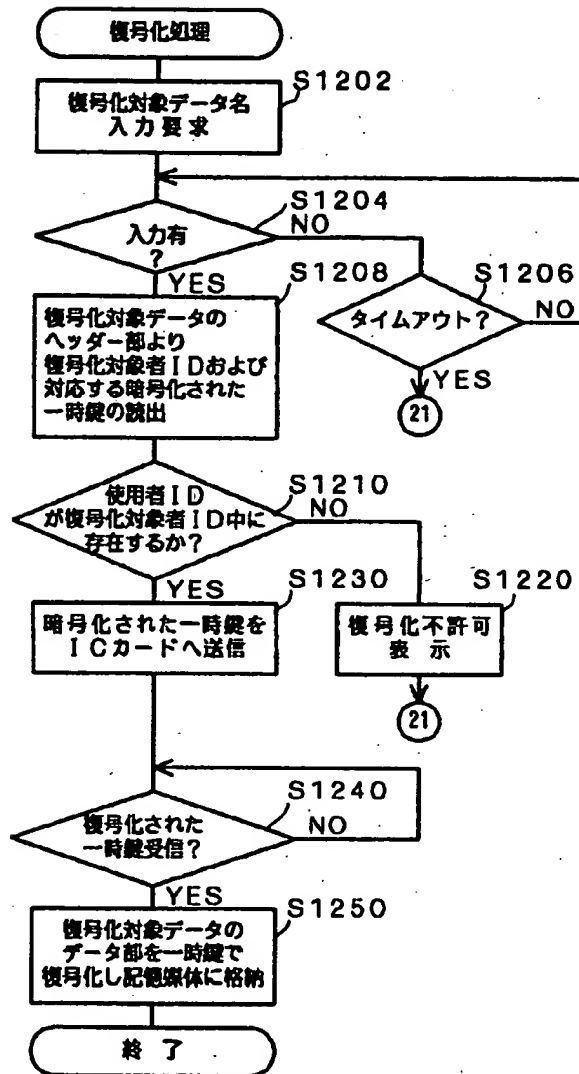 復号化処理
S1202
復号化対象データ名
入力要求
S1204
入力有
?
NO
YES
S1206
タイムアウト?
NO
YES
21
S1208
復号化対象データの
ヘッダー部より
復号化対象者IDおよび
対応する暗号化された
一時鍵の読出
S1210
使用者ID
が復号化対象者ID中に
存在するか?
NO
YES
S1220
復号化不許可
表示
21
S1230
暗号化された一時鍵を
ICカードへ送信
S1240
復号化された
一時鍵受信?
NO
YES
S1250
復号化対象データの
データ部を一時鍵で
復号化し記憶媒体に格納
終了